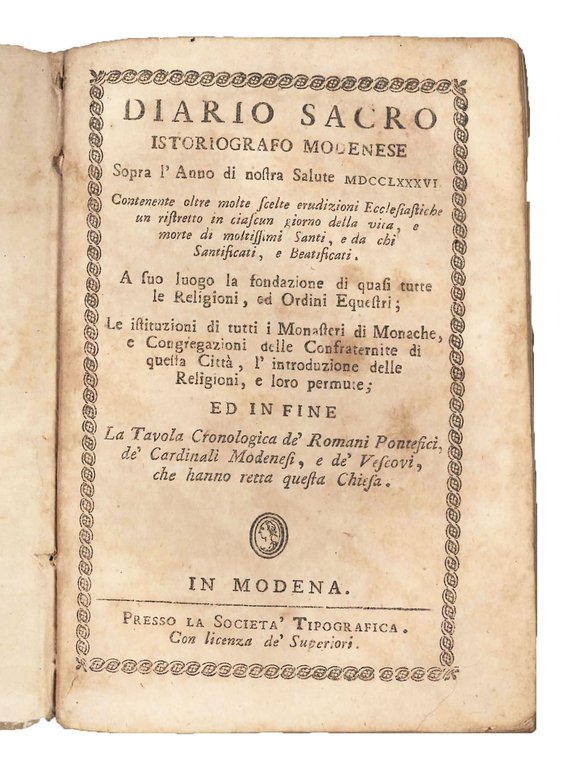 DIARIO SACRO
ISTORIOGRAFO MODENESE
Sopra l' Anno di nostra Salute MDCCLXXXVI
Contenente oltre molte scelte erudizioni Ecclesiastiche
un ristretto in ciascun giorno della vita, e
morte di moltissimi Santi, e da chi
Santificati, e Beatificati.
A suo luogo la fondazione di quasi tutte
le Religioni, ed Ordini Equestri;
Le istituzioni di tutti i Monasteri di Monache,
e Congregazioni delle Confraternite di
questa Città, l' introduzione delle
Religioni, e loro permute;
ED IN FINE
La Tavola Cronologica de' Romani Pontefici,
de' Cardinali Modenesi, e de' Vescovi,
che hanno retta questa Chiesa.
IN MODENA.
PRESSO LA SOCIETA' TIPOGRAFICA.
Con licenza de' Superiori.